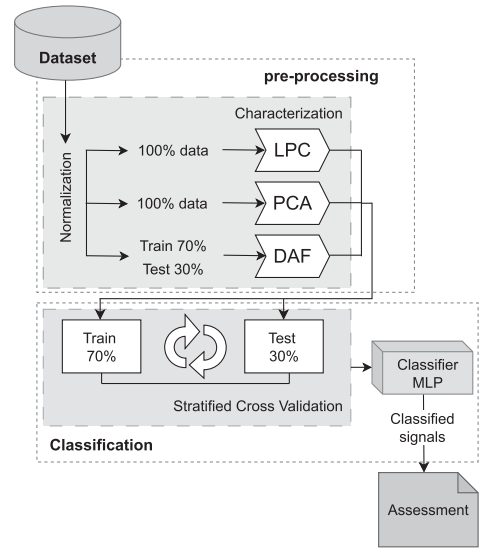 Dataset
pre-processing
Characterization
Normalization
100% data
LPC
100% data
PCA
Train 70%
Test 30%
DAF
Train
70%
Test
30%
Stratified Cross Validation
Classifier
MLP
Classification
Classified
signals
Assessment